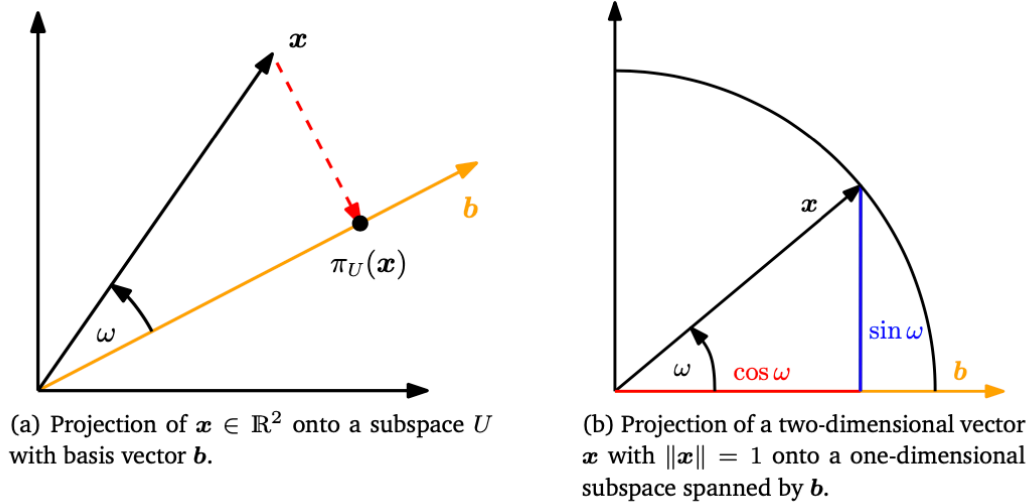 x
b
π_U(x)
ω
(a) Projection of x ∈ ℝ² onto a subspace U
with basis vector b.
x
sin ω
ω
cos ω
b
(b) Projection of a two-dimensional vector
x with ‖x‖ = 1 onto a one-dimensional
subspace spanned by b.